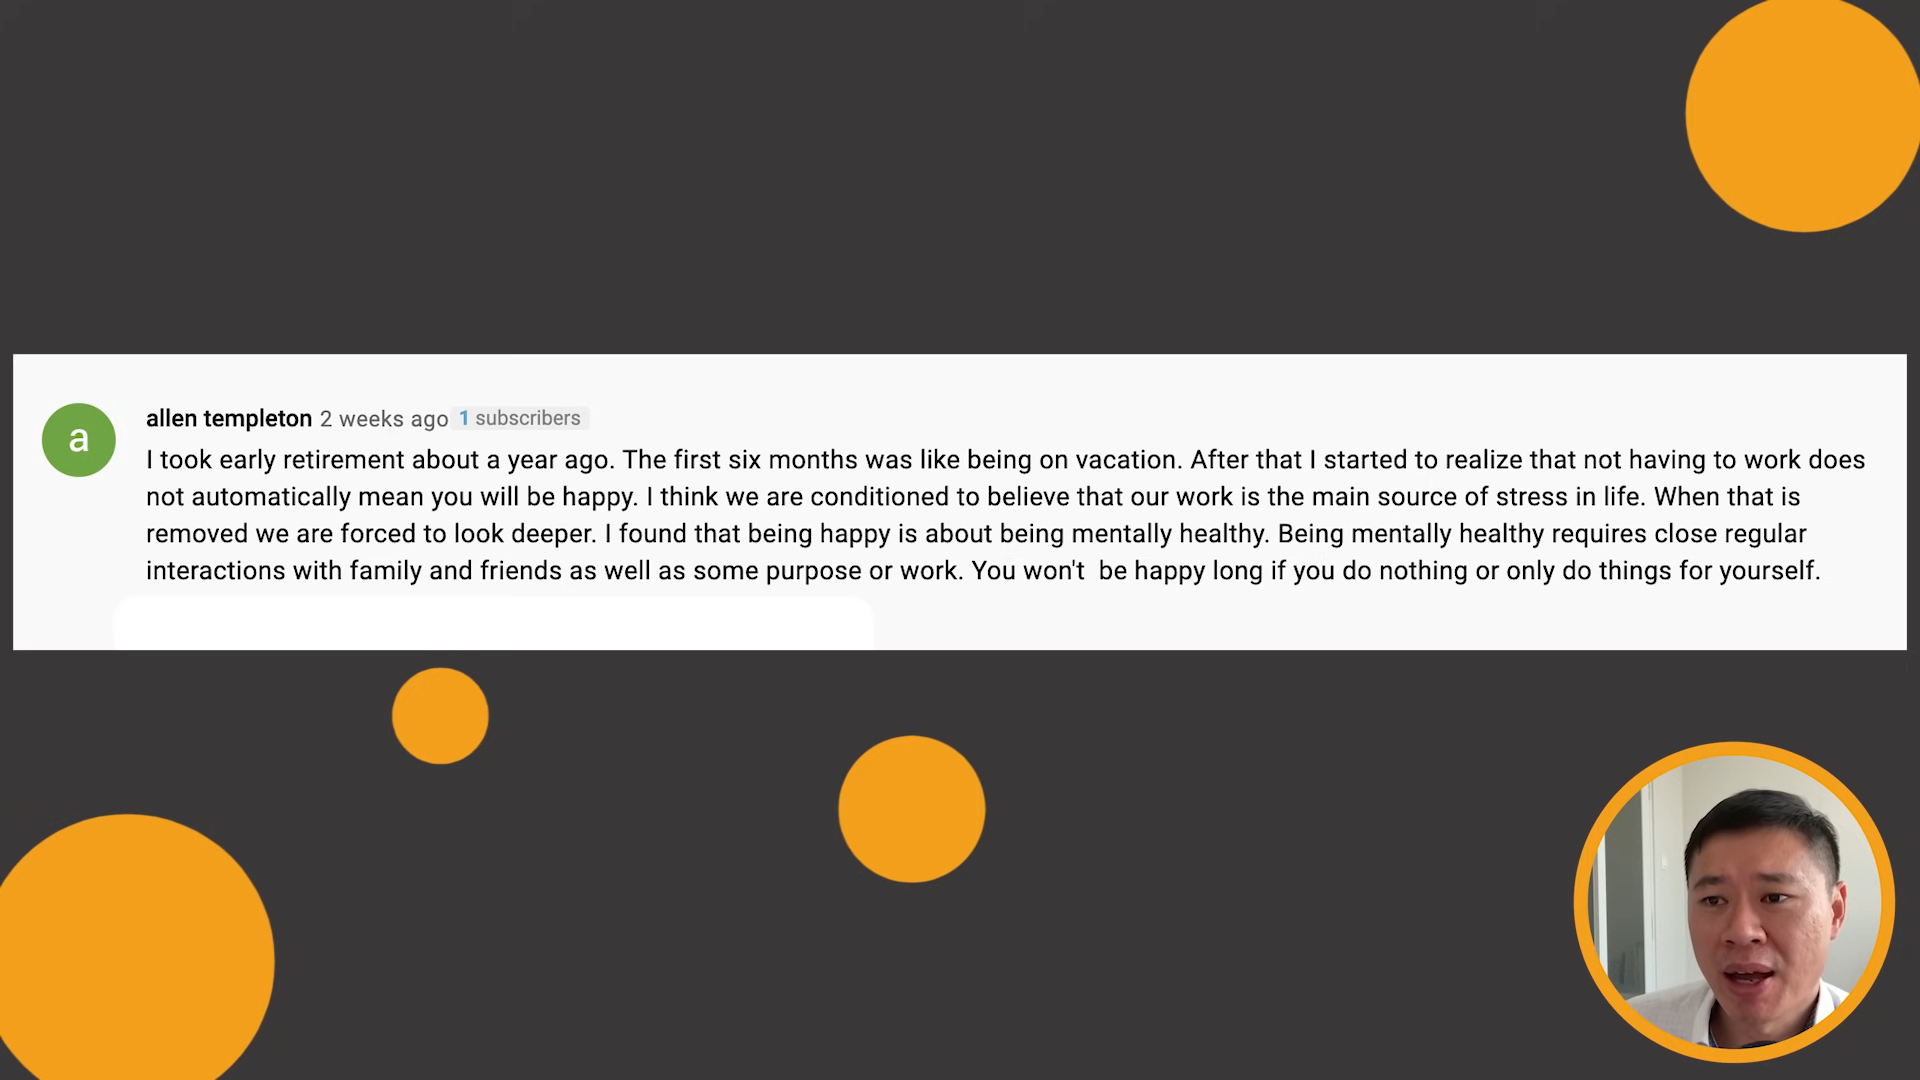 a
allen templeton 2 weeks ago 1 subscribers
I took early retirement about a year ago. The first six months was like being on vacation. After that I started to realize that not having to work does
not automatically mean you will be happy. I think we are conditioned to believe that our work is the main source of stress in life. When that is
removed we are forced to look deeper. I found that being happy is about being mentally healthy. Being mentally healthy requires close regular
interactions with family and friends as well as some purpose or work. You won't  be happy long if you do nothing or only do things for yourself.